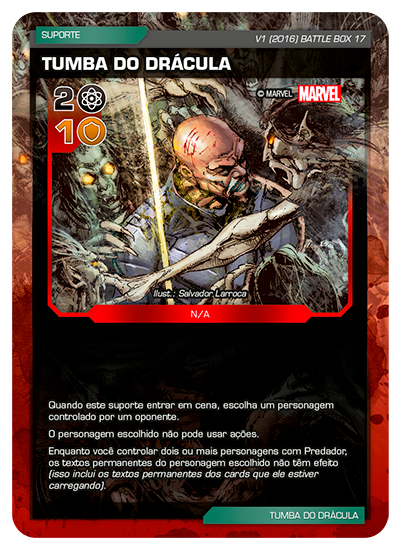 SUPORTE
V1 (2016) BATTLE BOX 17
TUMBA DO DRÁCULA
2
© MARVEL MARVEL
10
Ilust.: Salvador Larroca
N/A
Quando este suporte entrar em cena, escolha um personagem
controlado por um oponente.
O personagem escolhido não pode usar ações.
Enquanto você controlar dois ou mais personagens com Predador,
os textos permanentes do personagem escolhido não têm efeito
(isso inclui os textos permanentes dos cards que ele estiver
carregando).
TUMBA DO DRÁCULA